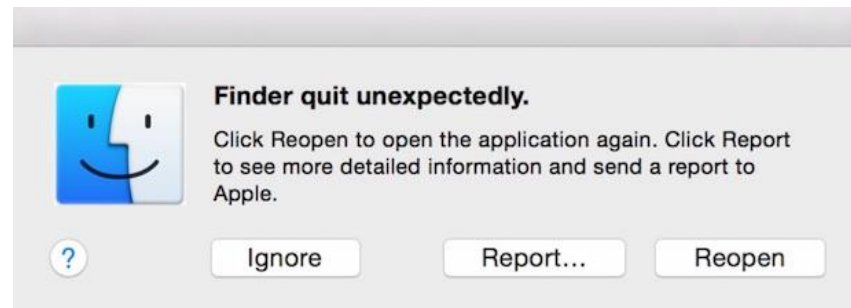 Finder quit unexpectedly.
Click Reopen to open the application again. Click Report
to see more detailed information and send a report to
Apple.
? Ignore Report... Reopen